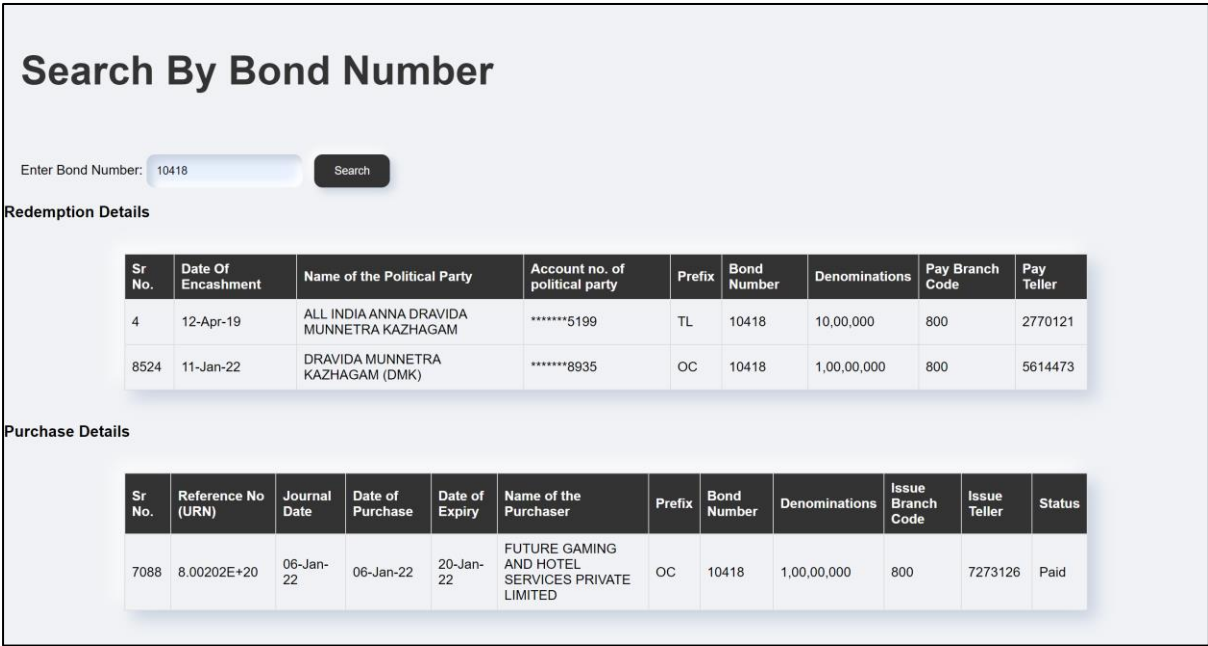 Search By Bond Number
Enter Bond Number: 10418 Search
Redemption Details
Sr No. Date Of Encashment Name of the Political Party Account no. of political party Prefix Bond Number Denominations Pay Branch Code Pay Teller
4 12-Apr-19 ALL INDIA ANNA DRAVIDA MUNNETRA KAZHAGAM *******5199 TL 10418 10,00,000 800 2770121
8524 11-Jan-22 DRAVIDA MUNNETRA KAZHAGAM (DMK) *******8935 OC 10418 1,00,00,000 800 5614473
Purchase Details
Sr No. Reference No (URN) Journal Date Date of Purchase Date of Expiry Name of the Purchaser Prefix Bond Number Denominations Issue Branch Code Issue Teller Status
7088 8.00202E+20 06-Jan-22 06-Jan-22 20-Jan-22 FUTURE GAMING AND HOTEL SERVICES PRIVATE LIMITED OC 10418 1,00,00,000 800 7273126 Paid